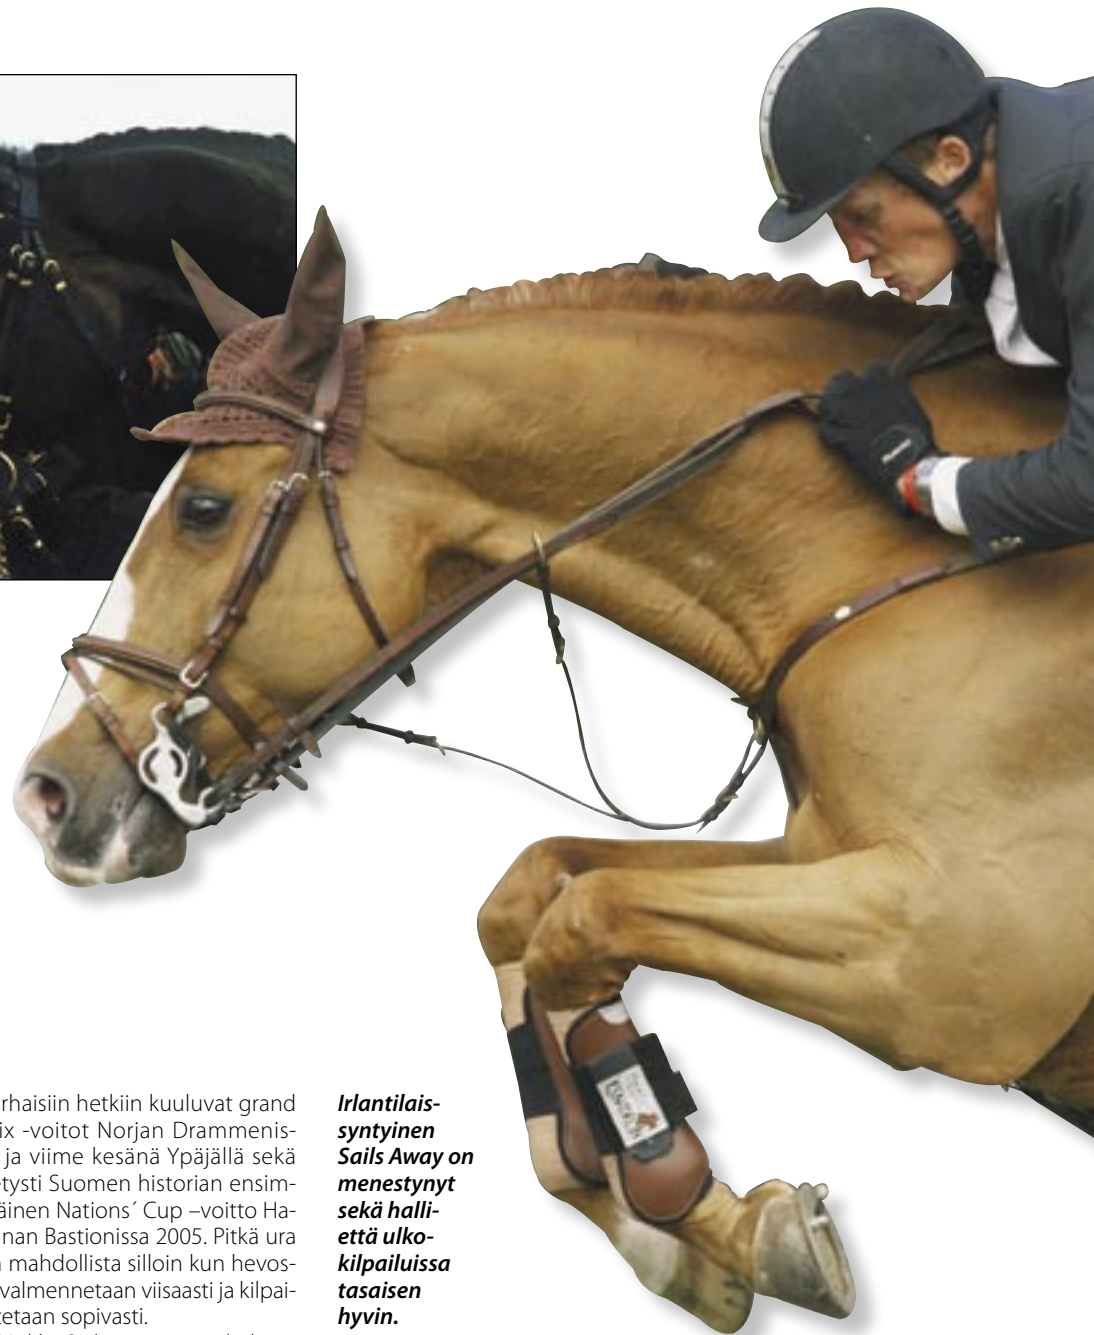 rhaisiin hetkiin kuuluvat grand
ix -voitot Norjan Drammenis-
ja viime kesänä Ypäjällä sekä
etysti Suomen historian ensim-
äinen Nations´ Cup –voitto Ha-
nan Bastionissa 2005. Pitkä ura
mahdollista silloin kun hevos-
valmennetaan viisaasti ja kilpai-
etaan sopivasti.
Irlantilais-
syntyinen
Sails Away on
menestynyt
sekä halli-
että ulko-
kilpailuissa
tasaisen
hyvin.